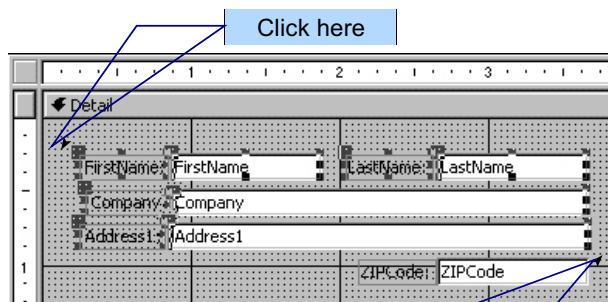 Click here
1 2 3
Detail
FirstName: FirstName LastName: LastName
Company: Company
Address1: Address1
1 ZIPCode: ZIPCode